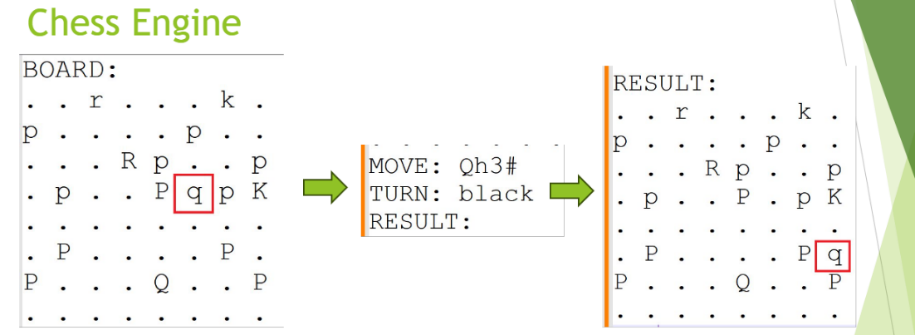 Chess Engine
BOARD:
. . r . . . k .
p . . . . p . .
. . . R p . . p
. p . . P q p K
. . . . . . . .
. P . . . . P .
P . . . Q . . P
. . . . . . . .
MOVE: Qh3#
TURN: black
RESULT:
RESULT:
. . r . . . k .
p . . . . p . .
. . . R p . . p
. p . . P . p K
. . . . . . . .
. P . . . . P q
P . . . Q . . P
. . . . . . . .